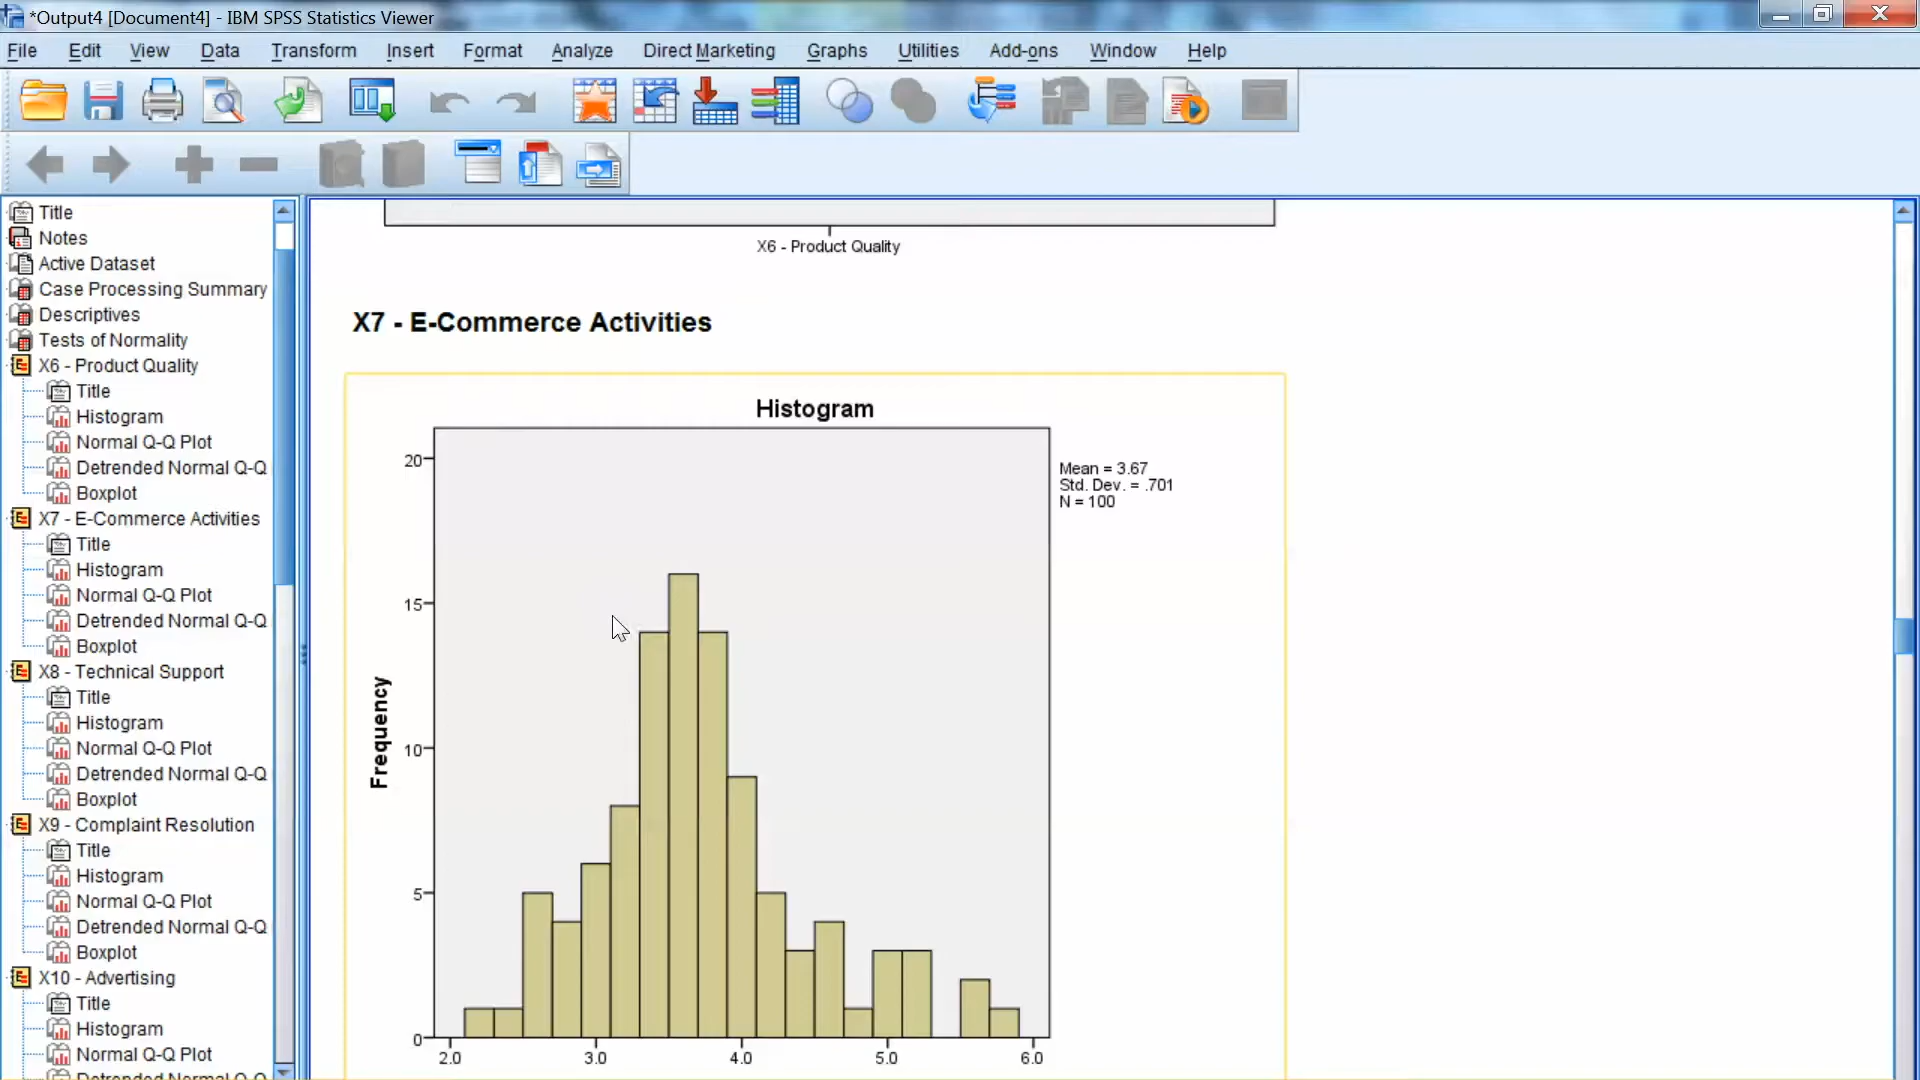 *Output4 [Document4] - IBM SPSS Statistics Viewer
File Edit View Data Transform Insert Format Analyze Direct Marketing Graphs Utilities Add-ons Window Help
Title
Notes
Active Dataset
Case Processing Summary
Descriptives
Tests of Normality
X6 - Product Quality
Title
Histogram
Normal Q-Q Plot
Detrended Normal Q-Q
Boxplot
X7 - E-Commerce Activities
Title
Histogram
Normal Q-Q Plot
Detrended Normal Q-Q
Boxplot
X8 - Technical Support
Title
Histogram
Normal Q-Q Plot
Detrended Normal Q-Q
Boxplot
X9 - Complaint Resolution
Title
Histogram
Normal Q-Q Plot
Detrended Normal Q-Q
Boxplot
X10 - Advertising
Title
Histogram
Normal Q-Q Plot
Detrended Normal Q-Q
X6 - Product Quality
X7 - E-Commerce Activities
Histogram
Mean = 3.67
Std. Dev. = .701
N = 100
Frequency
20
15
10
5
0
2.0 3.0 4.0 5.0 6.0